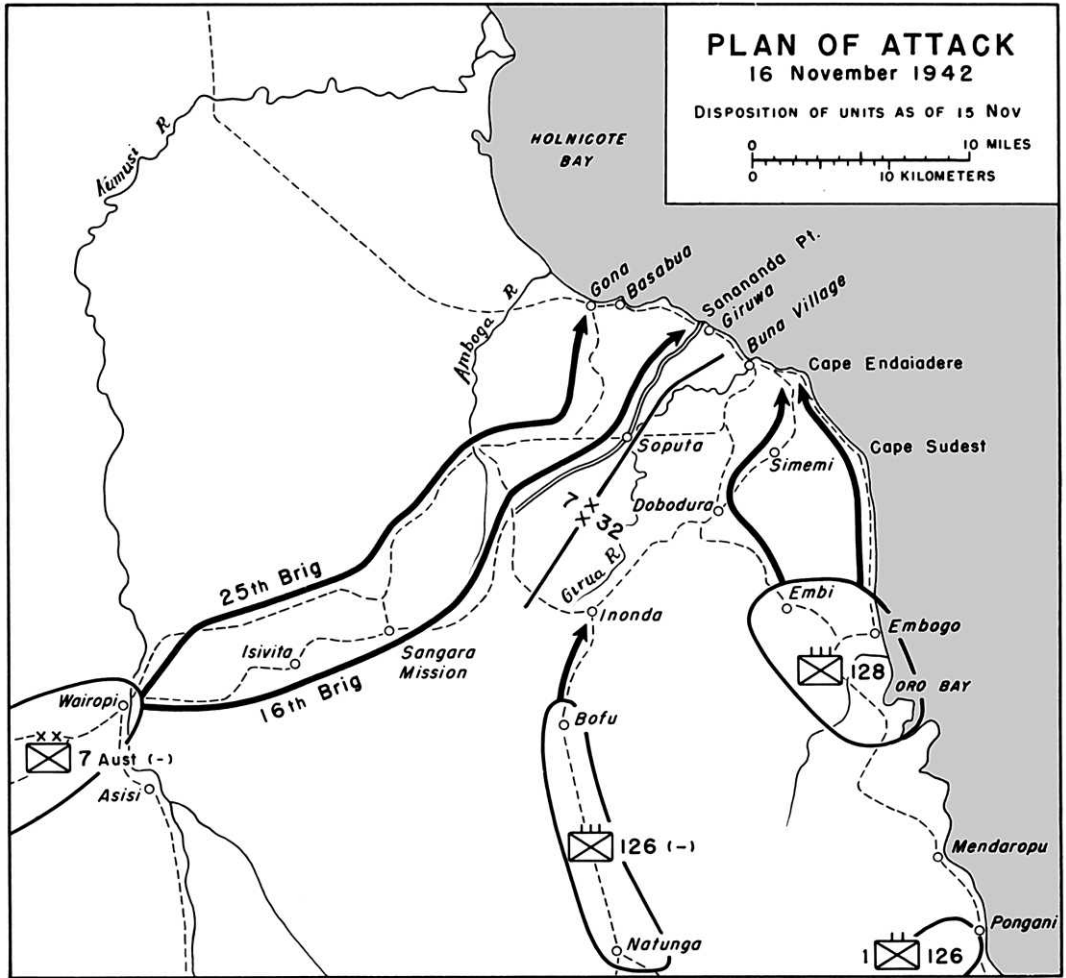 PLAN OF ATTACK
16 November 1942
DISPOSITION OF UNITS AS OF 15 NOV
0 10 MILES
0 10 KILOMETERS
HOLNICOTE
BAY
Kumusi R
Amboga R
Gona
Basabua
Sanananda Pt.
Giruwa
Buna Village
Cape Endaiadere
Cape Sudest
Soputa
Simemi
Dobodura
7 XX 32
Girua R
25th Brig
Isivita
Sangara
Mission
16th Brig
Inonda
Embi
Embogo
128
ORO BAY
Wairopi
XX
7 Aust (-)
Asisi
Bofu
126 (-)
Mendaropu
Natunga
Pongani
1 126